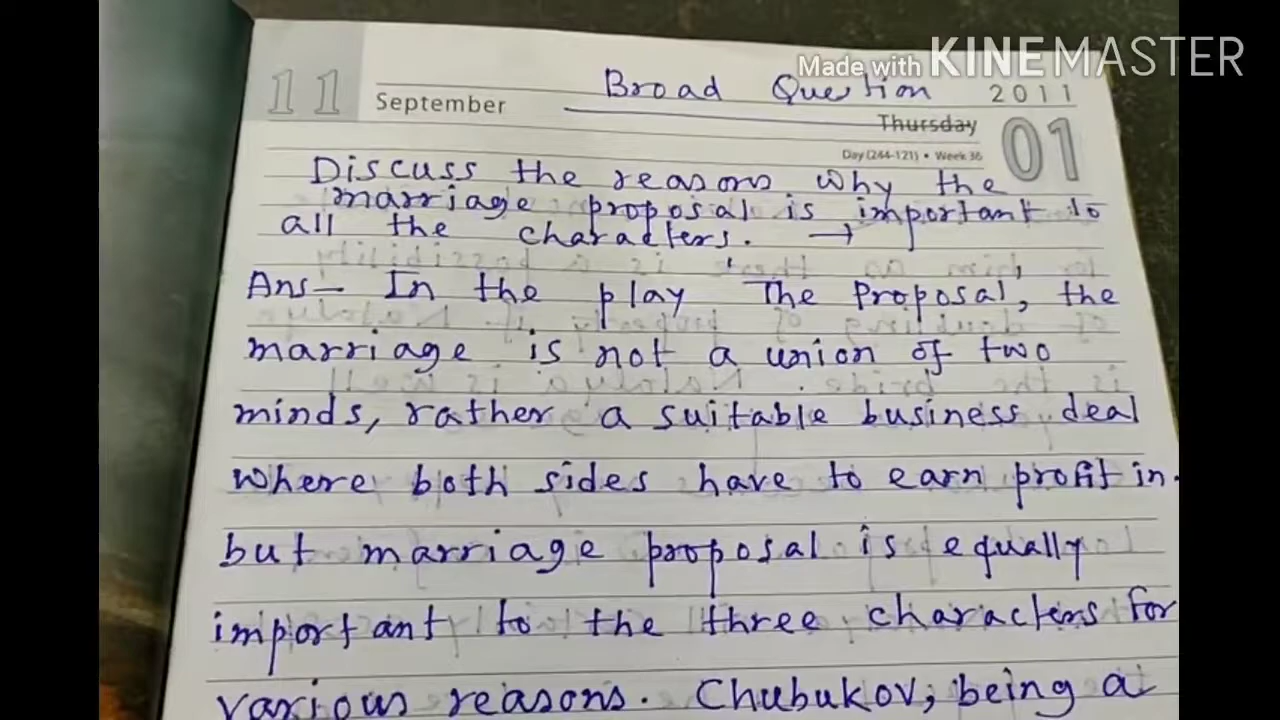 Made with KINEMASTER
11 September Broad Question 2011
Thursday 01
Day (244-121) • Week 36
Discuss the reasons why the
marriage proposal is important to
all the characters. →
Ans- In the play The Proposal, the
marriage is not a union of two
minds, rather a suitable business deal
where both sides have to earn profit in.
but marriage proposal is equally
important to the three characters for
various reasons. Chubukov, being a